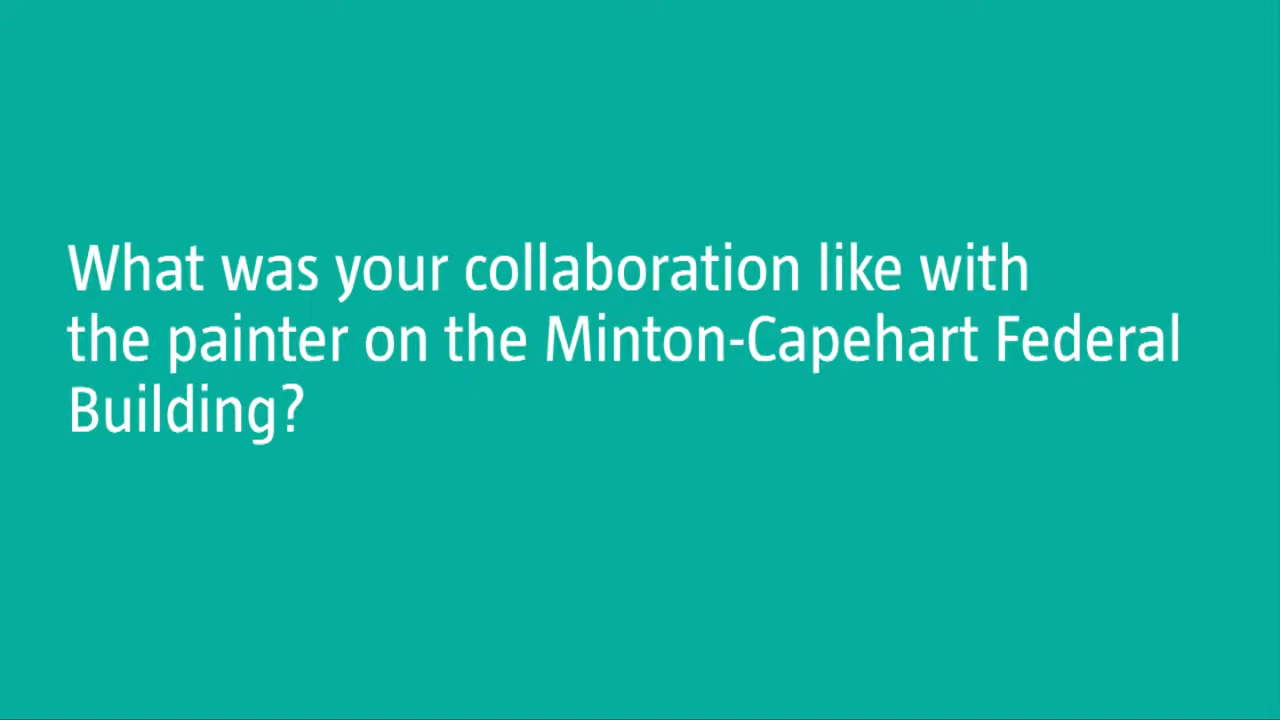 What was your collaboration like with
the painter on the Minton-Capehart Federal
Building?